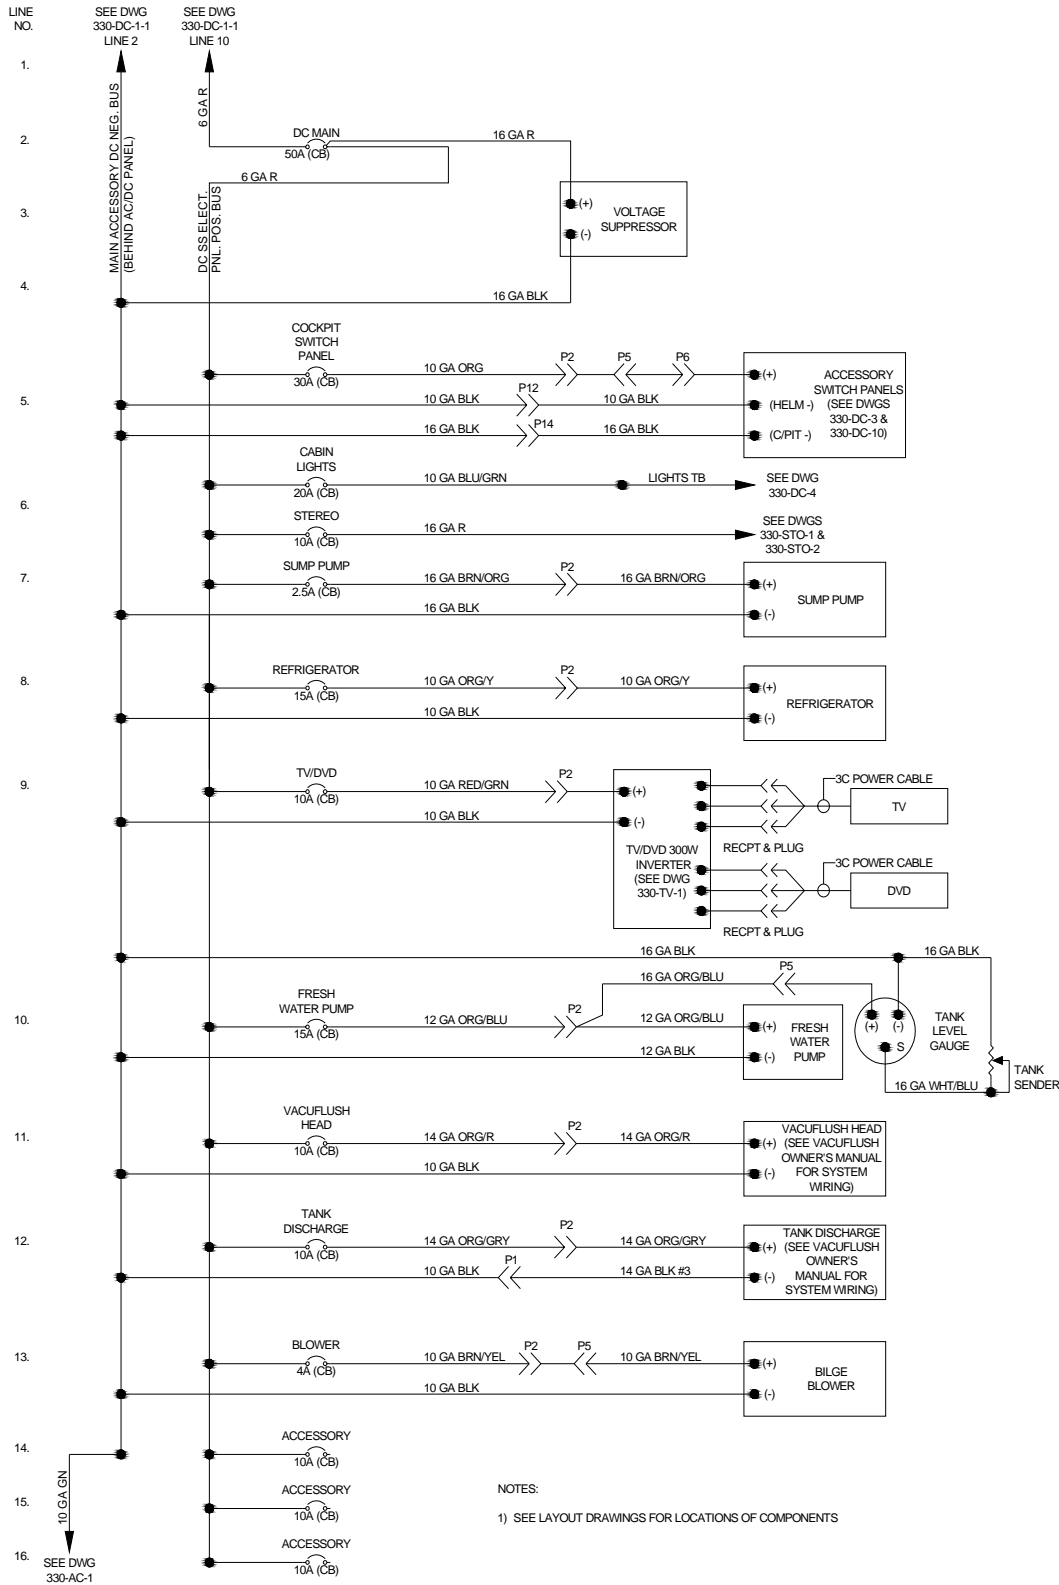 LINE
NO.
SEE DWG
330-DC-1-1
LINE 2
SEE DWG
330-DC-1-1
LINE 10
1.
MAIN ACCESSORY DC NEG. BUS
(BEHIND AC/DC PANEL)
6 GA R
2.
DC MAIN
50A (CB)
16 GA R
6 GA R
DC SS ELECT.
PNL. POS. BUS
3.
(+)
(-)
VOLTAGE
SUPPRESSOR
4.
16 GA BLK
COCKPIT
SWITCH
PANEL
30A (CB)
10 GA ORG
P2
P5
P6
(+)
ACCESSORY
SWITCH PANELS
(SEE DWGS
330-DC-3 &
330-DC-10)
5.
10 GA BLK
P12
10 GA BLK
(HELM -)
16 GA BLK
P14
16 GA BLK
(C/PIT -)
CABIN
LIGHTS
20A (CB)
10 GA BLU/GRN
LIGHTS TB
SEE DWG
330-DC-4
6.
STEREO
10A (CB)
16 GA R
SEE DWGS
330-STO-1 &
330-STO-2
7.
SUMP PUMP
2.5A (CB)
16 GA BRN/ORG
P2
16 GA BRN/ORG
(+)
SUMP PUMP
16 GA BLK
(-)
8.
REFRIGERATOR
15A (CB)
10 GA ORG/Y
P2
10 GA ORG/Y
(+)
REFRIGERATOR
10 GA BLK
(-)
9.
TV/DVD
10A (CB)
10 GA RED/GRN
P2
(+)
10 GA BLK
(-)
TV/DVD 300W
INVERTER
(SEE DWG
330-TV-1)
3C POWER CABLE
TV
RECPT & PLUG
3C POWER CABLE
DVD
RECPT & PLUG
16 GA BLK
16 GA BLK
16 GA ORG/BLU
P5
10.
FRESH
WATER PUMP
15A (CB)
12 GA ORG/BLU
P2
12 GA ORG/BLU
(+)
FRESH
WATER
PUMP
12 GA BLK
(-)
(+)
(-)
S
TANK
LEVEL
GAUGE
16 GA WHT/BLU
TANK
SENDER
11.
VACUFLUSH
HEAD
10A (CB)
14 GA ORG/R
P2
14 GA ORG/R
(+)
VACUFLUSH HEAD
(SEE VACUFLUSH
OWNER'S MANUAL
FOR SYSTEM
WIRING)
10 GA BLK
(-)
12.
TANK
DISCHARGE
10A (CB)
14 GA ORG/GRY
P2
14 GA ORG/GRY
(+)
TANK DISCHARGE
(SEE VACUFLUSH
OWNER'S
MANUAL FOR
SYSTEM WIRING)
10 GA BLK
P1
14 GA BLK #3
(-)
13.
BLOWER
4A (CB)
10 GA BRN/YEL
P2
P5
10 GA BRN/YEL
(+)
BILGE
BLOWER
10 GA BLK
(-)
14.
ACCESSORY
10A (CB)
10 GA GN
15.
ACCESSORY
10A (CB)
NOTES:
1) SEE LAYOUT DRAWINGS FOR LOCATIONS OF COMPONENTS
16.
SEE DWG
330-AC-1
ACCESSORY
10A (CB)